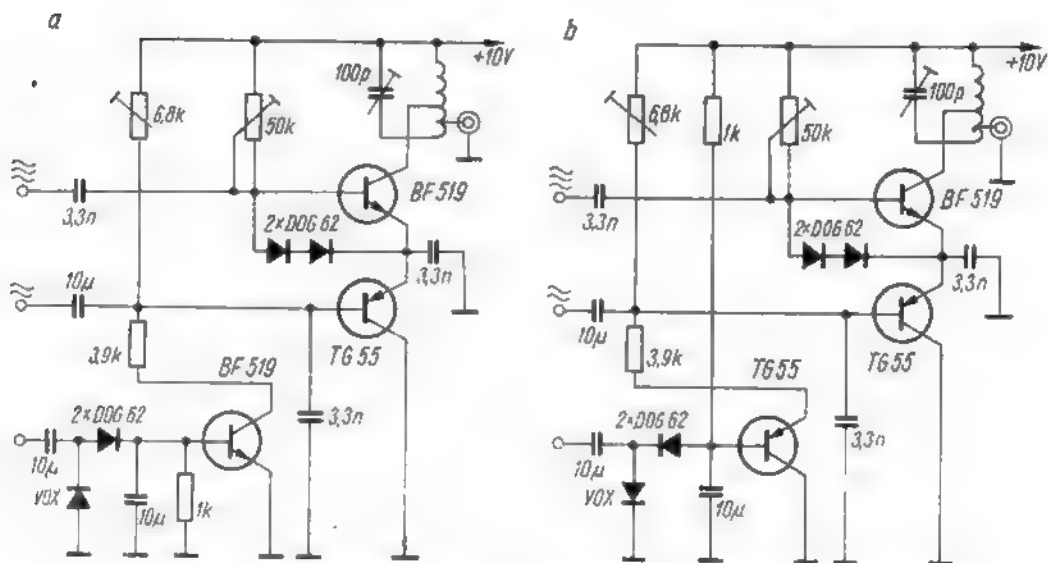 a
+10V
100p
6,8k
50k
BF 519
3,3n
2×DOG 62
10µ
3,3n
TG 55
3,9k
BF 519
2×DOG 62
3,3n
10µ
VOX
10µ
1k
b
+10V
100p
6,8k
1k
50k
BF 519
3,3n
2×DOG 62
3,3n
10µ
TG 55
3,9k
TG 55
2×DOG 62
3,3n
10µ
VOX
10µ